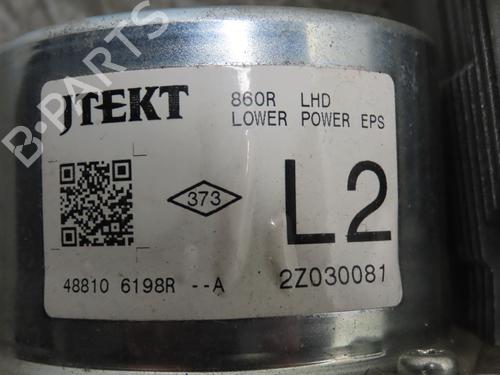 B-PARTS
JTEKT
860R LHD
LOWER POWER EPS
373
L2
48810 6198R --A
2Z030081